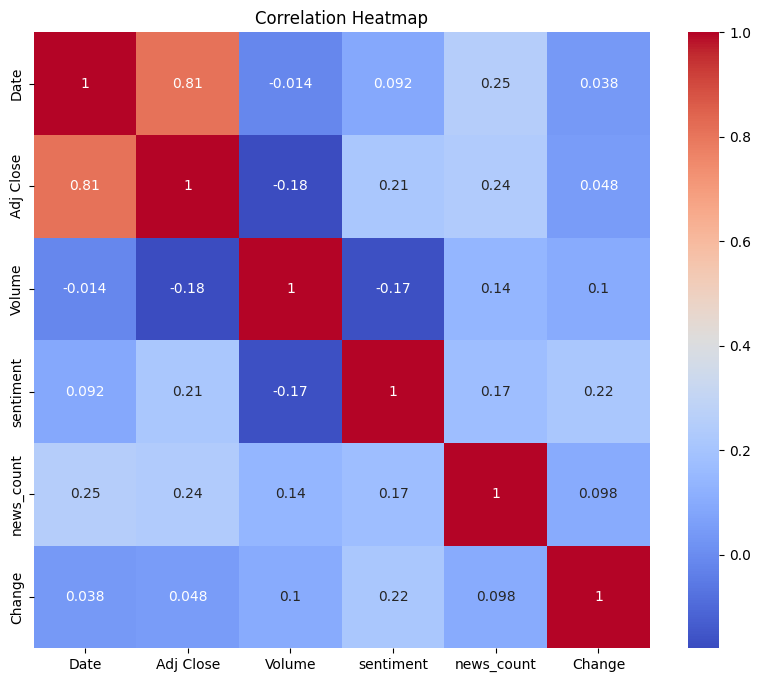 Correlation Heatmap
Date 1 0.81 -0.014 0.092 0.25 0.038
Adj Close 0.81 1 -0.18 0.21 0.24 0.048
Volume -0.014 -0.18 1 -0.17 0.14 0.1
sentiment 0.092 0.21 -0.17 1 0.17 0.22
news_count 0.25 0.24 0.14 0.17 1 0.098
Change 0.038 0.048 0.1 0.22 0.098 1
Date Adj Close Volume sentiment news_count Change
1.0
0.8
0.6
0.4
0.2
0.0